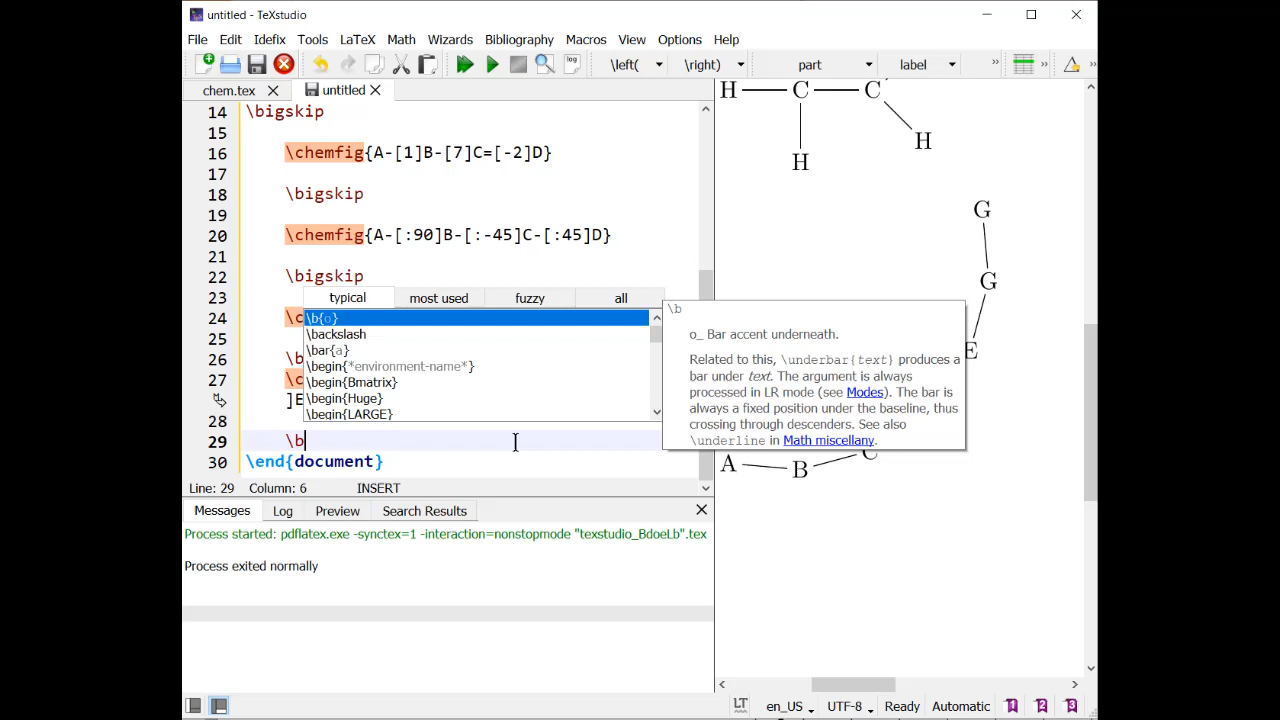 untitled - TeXstudio
File Edit Idefix Tools LaTeX Math Wizards Bibliography Macros View Options Help
log \left( \right) part label
chem.tex untitled
14 \bigskip
15
16 \chemfig{A-[1]B-[7]C=[-2]D}
17
18 \bigskip
19
20 \chemfig{A-[:90]B-[:-45]C-[:45]D}
21
22 \bigskip
23
24 \c
25
26 \b
27 \c
]E
28
29 \b
30 \end{document}
typical most used fuzzy all
\b{o}
\backslash
\bar{a}
\begin{*environment-name*}
\begin{Bmatrix}
\begin{Huge}
\begin{LARGE}
\b
o_ Bar accent underneath.
Related to this, \underbar{text} produces a
bar under text. The argument is always
processed in LR mode (see Modes). The bar is
always a fixed position under the baseline, thus
crossing through descenders. See also
\underline in Math miscellany.
H C C
H
H
G
G
E
A B C
Line: 29 Column: 6 INSERT
Messages Log Preview Search Results
Process started: pdflatex.exe -synctex=1 -interaction=nonstopmode "texstudio_BdoeLb".tex
Process exited normally
LT en_US UTF-8 Ready Automatic 1 2 3